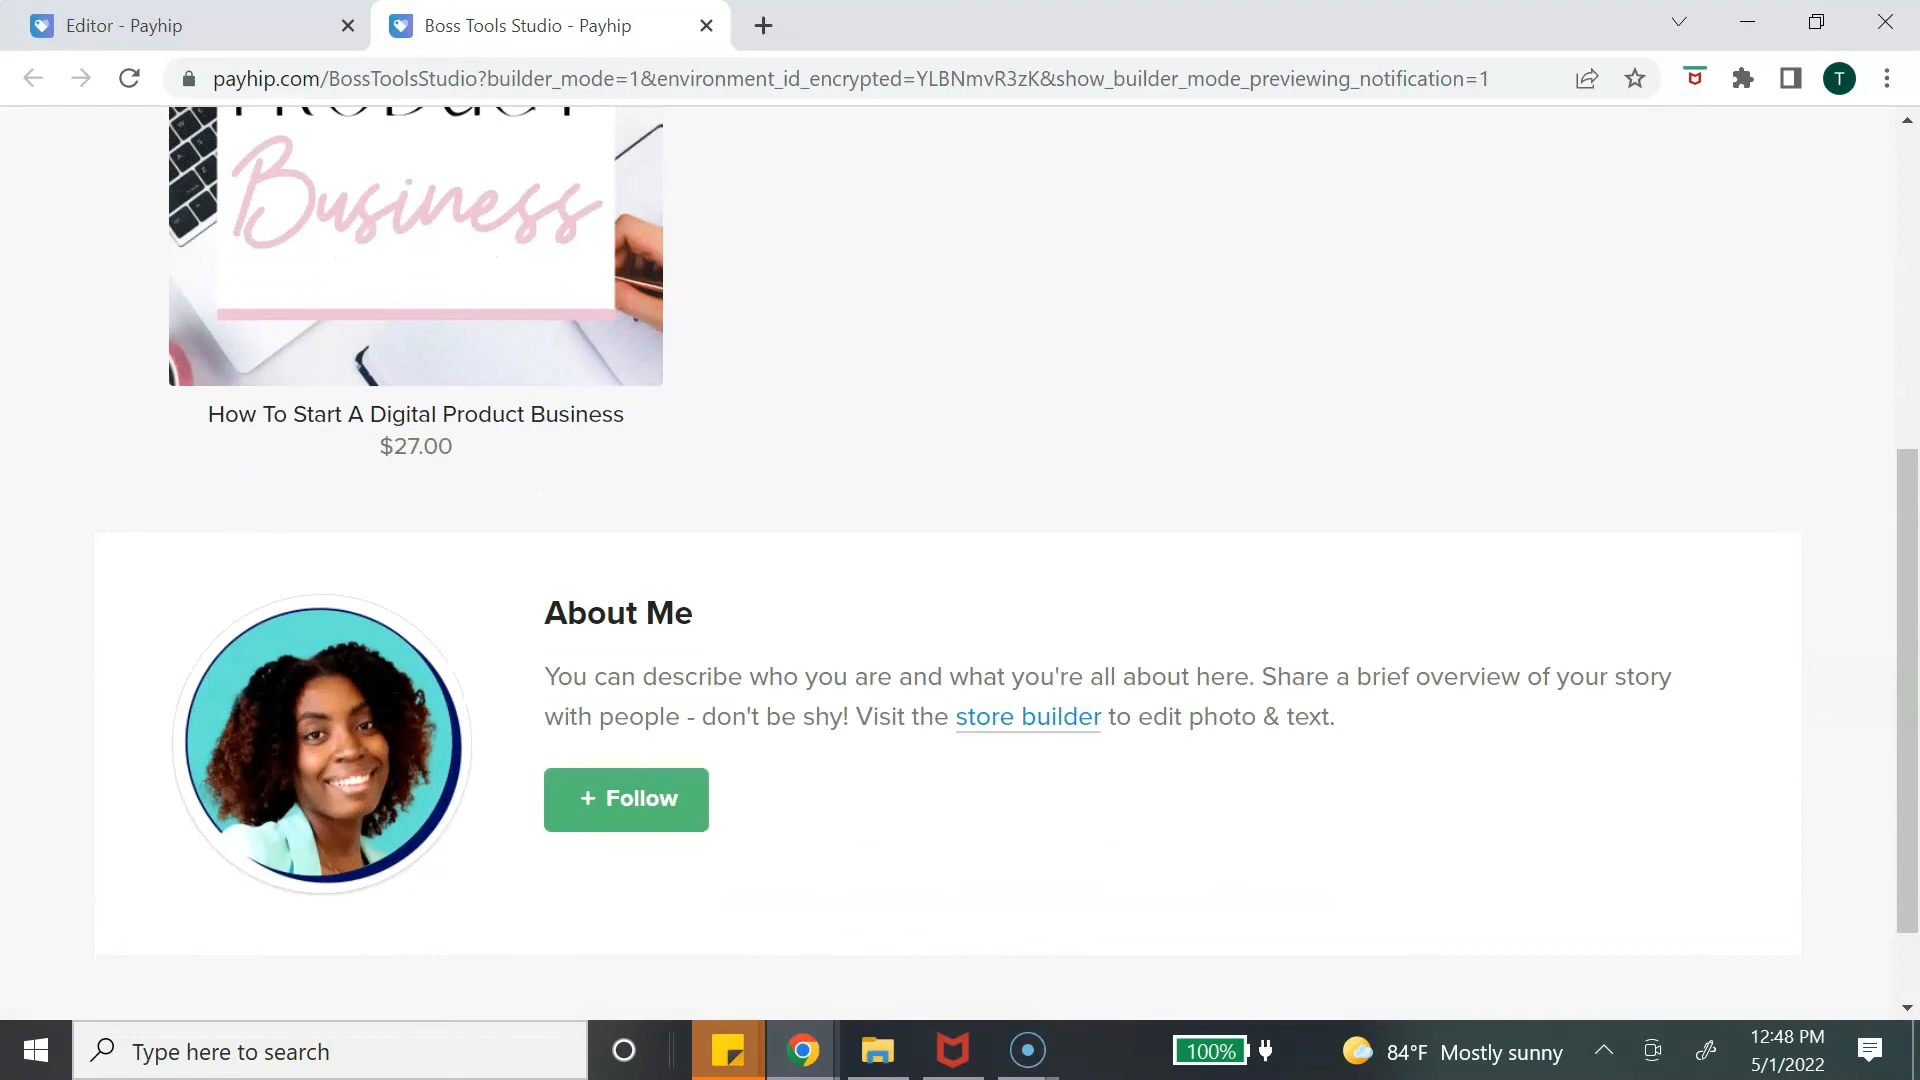 Editor - Payhip
Boss Tools Studio - Payhip
payhip.com/BossToolsStudio?builder_mode=1&environment_id_encrypted=YLBNmvR3zK&show_builder_mode_previewing_notification=1
T
PRODUCT
Business
How To Start A Digital Product Business
$27.00
About Me
You can describe who you are and what you're all about here. Share a brief overview of your story
with people - don't be shy! Visit the store builder to edit photo & text.
+ Follow
Type here to search
100%
84°F Mostly sunny
12:48 PM
5/1/2022